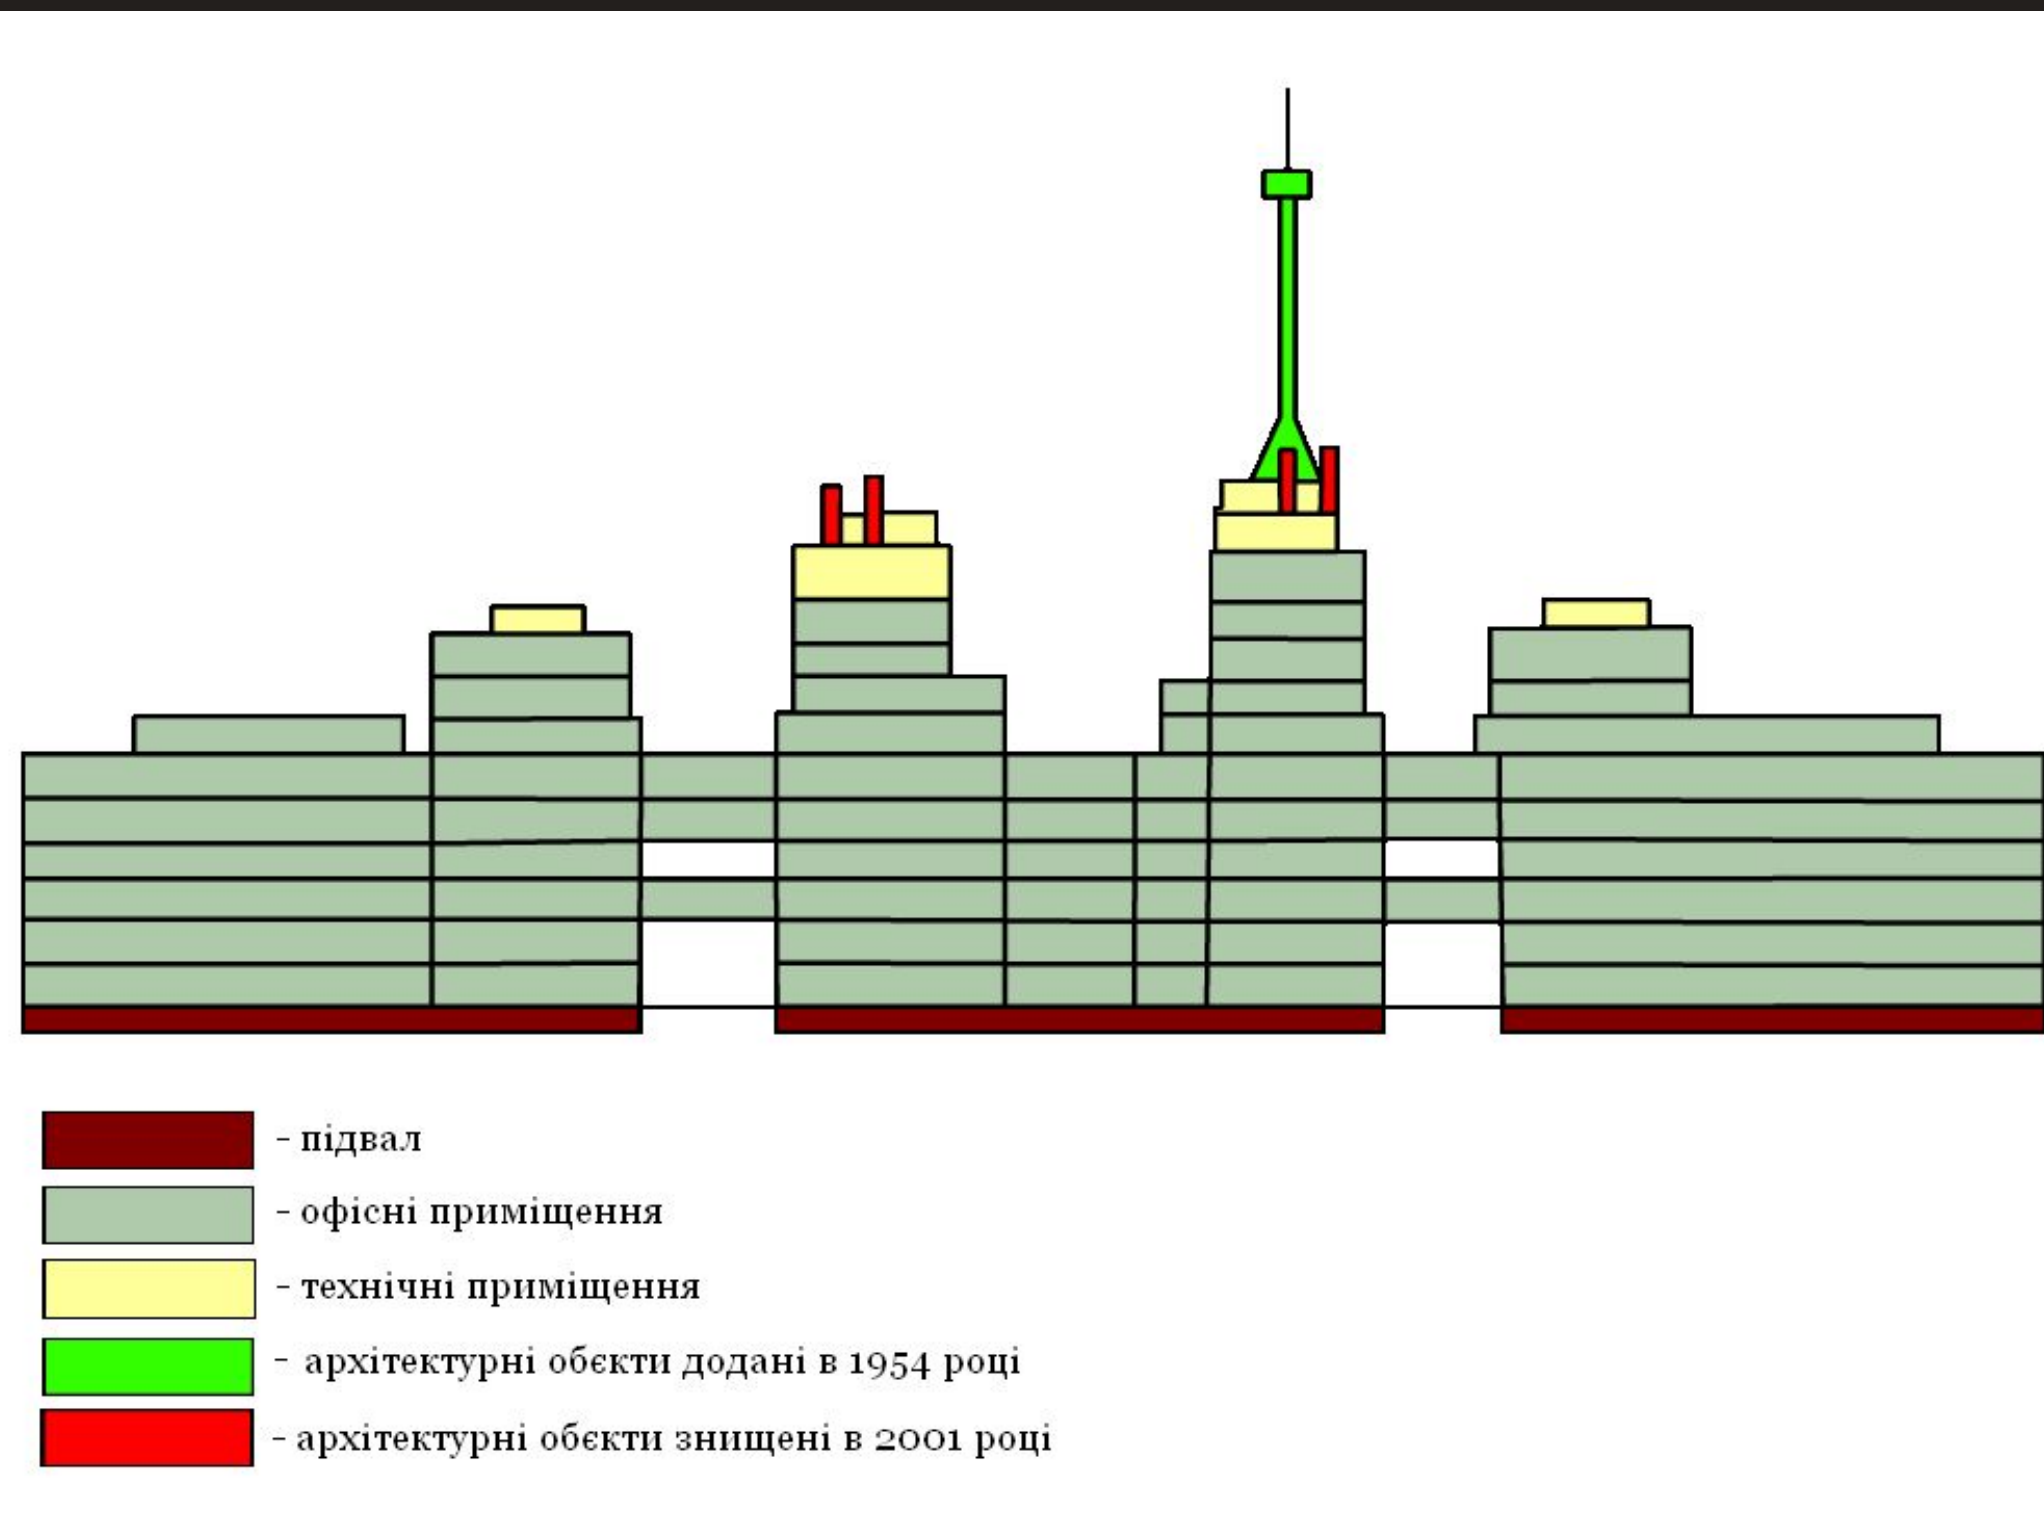 - підвал
- офісні приміщення
- технічні приміщення
- архітектурні обєкти додані в 1954 році
- архітектурні обєкти знищені в 2001 році